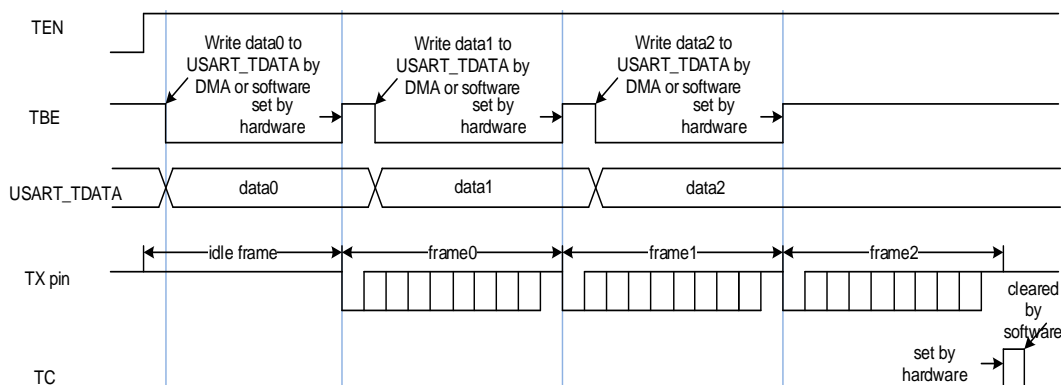 TEN
Write data0 to
USART_TDATA by
DMA or software
Write data1 to
USART_TDATA by
DMA or software
Write data2 to
USART_TDATA by
DMA or software
TBE
set by
hardware
set by
hardware
set by
hardware
USART_TDATA
data0
data1
data2
idle frame
frame0
frame1
frame2
TX pin
cleared
by
software
set by
hardware
TC